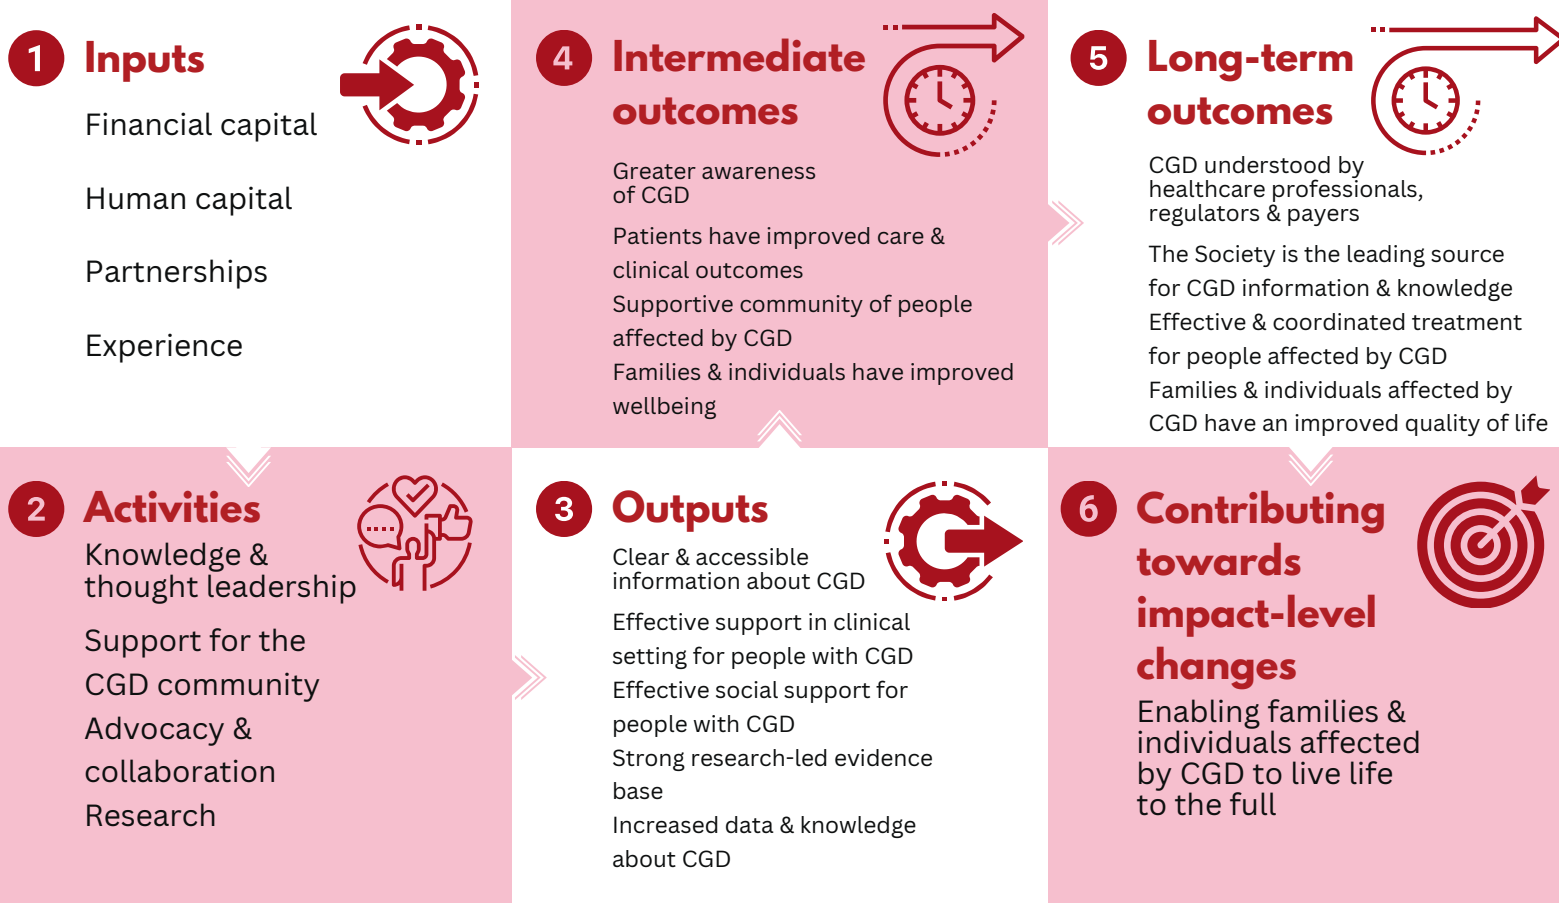 1
Inputs
Financial capital
Human capital
Partnerships
Experience
2
Activities
Knowledge &
thought leadership
Support for the
CGD community
Advocacy &
collaboration
Research
3
Outputs
Clear & accessible
information about CGD
Effective support in clinical
setting for people with CGD
Effective social support for
people with CGD
Strong research-led evidence
base
Increased data & knowledge
about CGD
4
Intermediate
outcomes
Greater awareness
of CGD
Patients have improved care &
clinical outcomes
Supportive community of people
affected by CGD
Families & individuals have improved
wellbeing
5
Long-term
outcomes
CGD understood by
healthcare professionals,
regulators & payers
The Society is the leading source
for CGD information & knowledge
Effective & coordinated treatment
for people affected by CGD
Families & individuals affected by
CGD have an improved quality of life
6
Contributing
towards
impact-level
changes
Enabling families &
individuals affected
by CGD to live life
to the full